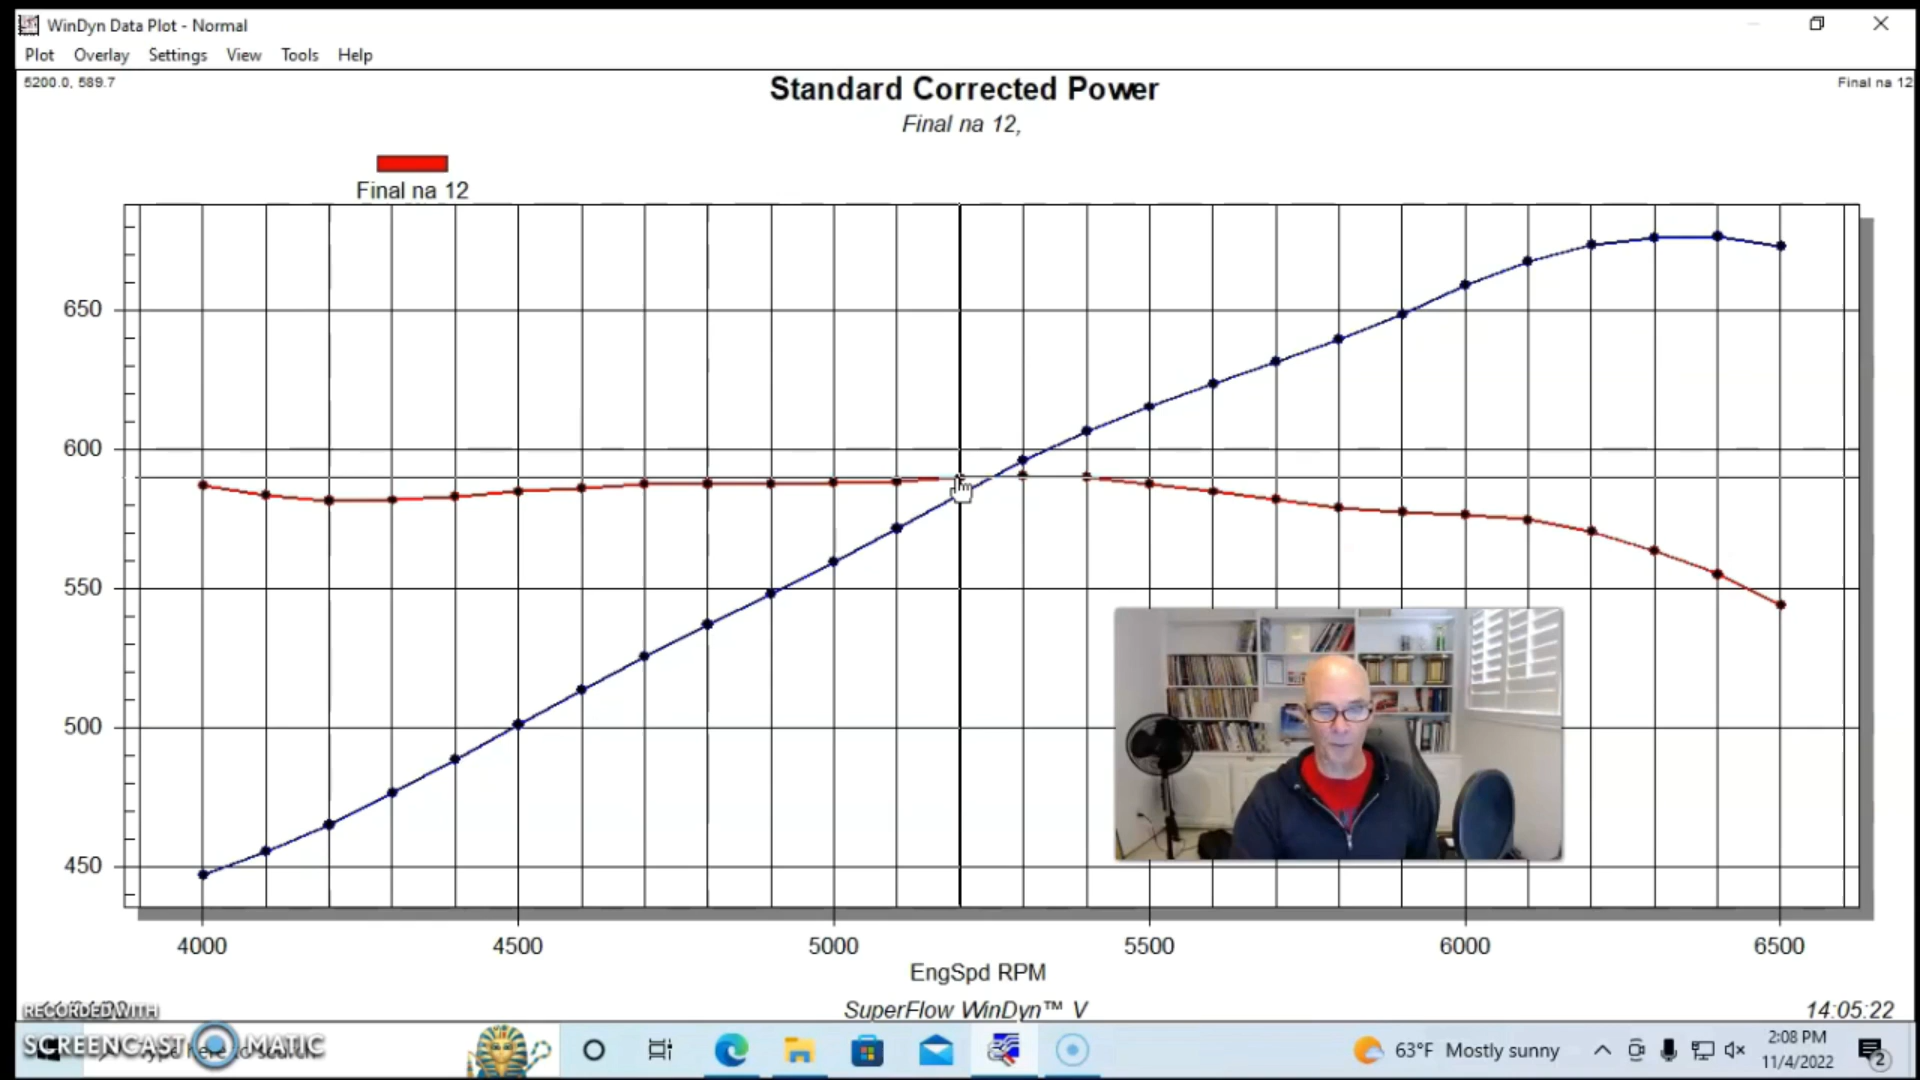 WinDyn Data Plot - Normal
Plot Overlay Settings View Tools Help
5200.0, 589.7
Final na 12
Standard Corrected Power
Final na 12,
Final na 12
650
600
550
500
450
4000 4500 5000 5500 6000 6500
EngSpd RPM
SuperFlow WinDyn™ V
14:05:22
RECORDED WITH
SCREENCAST MATIC
63°F Mostly sunny
2:08 PM
11/4/2022
2